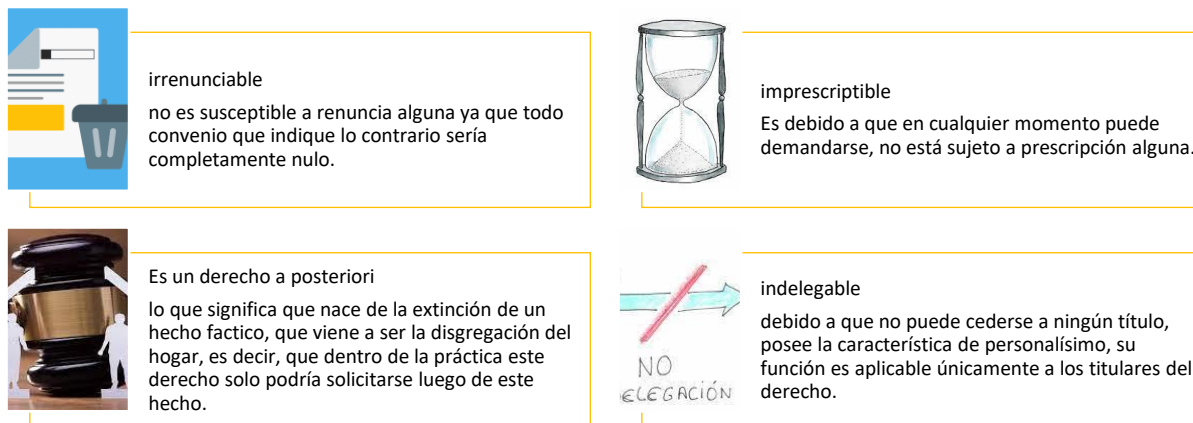 irrenunciable
no es susceptible a renuncia alguna ya que todo
convenio que indique lo contrario sería
completamente nulo.
imprescriptible
Es debido a que en cualquier momento puede
demandarse, no está sujeto a prescripción alguna.
Es un derecho a posteriori
lo que significa que nace de la extinción de un
hecho factico, que viene a ser la disgregación del
hogar, es decir, que dentro de la práctica este
derecho solo podría solicitarse luego de este
hecho.
indelegable
debido a que no puede cederse a ningún título,
posee la característica de personalísimo, su
función es aplicable únicamente a los titulares del
derecho.
NO
ELEGACIÓN